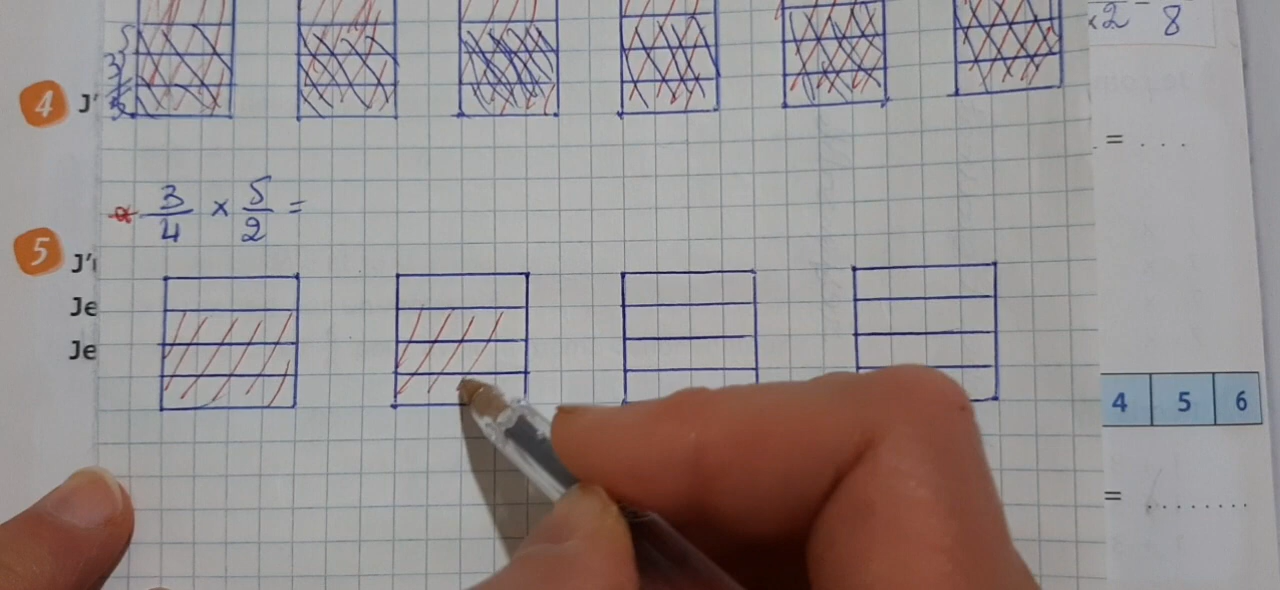 ×2 8
4 J'
= ...
3/4 × 5/2 =
5 J'
Je
Je
4 5 6
= ........